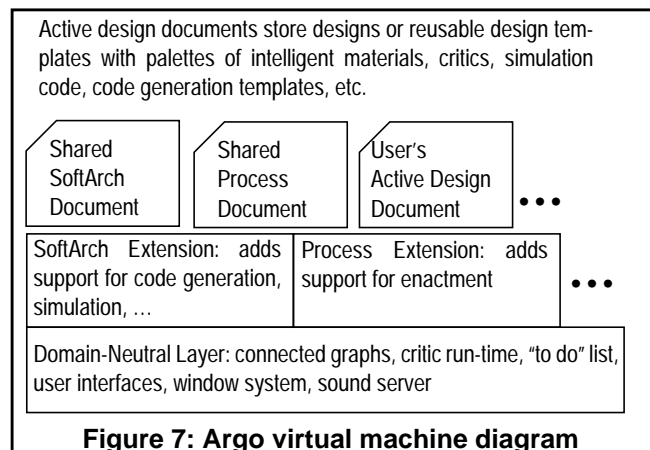 Active design documents store designs or reusable design tem-
plates with palettes of intelligent materials, critics, simulation
code, code generation templates, etc.
Shared
SoftArch
Document
Shared
Process
Document
User's
Active Design
Document
•••
SoftArch Extension: adds
support for code generation,
simulation, …
Process Extension: adds
support for enactment
•••
Domain-Neutral Layer: connected graphs, critic run-time, “to do” list,
user interfaces, window system, sound server
Figure 7: Argo virtual machine diagram